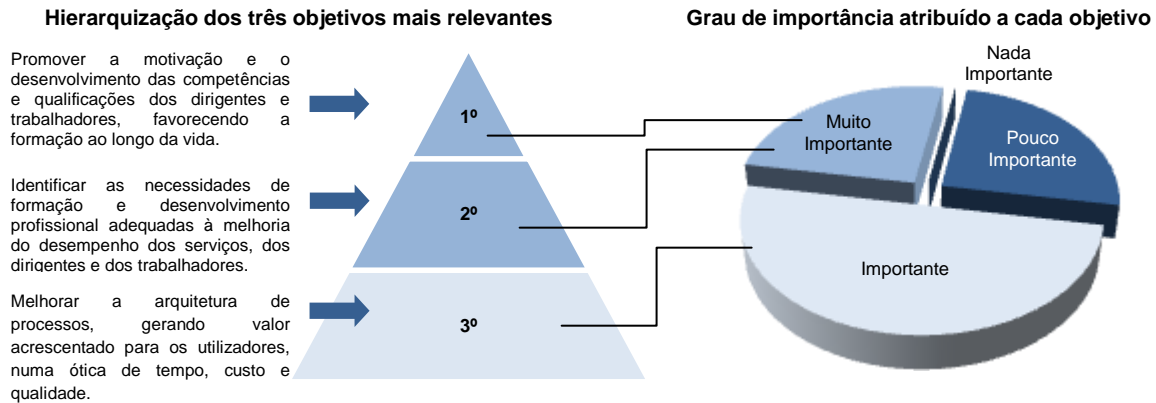 Hierarquização dos três objetivos mais relevantes
Promover a motivação e o
desenvolvimento das competências
e qualificações dos dirigentes e
trabalhadores, favorecendo a
formação ao longo da vida.
Identificar as necessidades de
formação e desenvolvimento
profissional adequadas à melhoria
do desempenho dos serviços, dos
dirigentes e dos trabalhadores.
Melhorar a arquitetura de
processos, gerando valor
acrescentado para os utilizadores,
numa ótica de tempo, custo e
qualidade.
1º
2º
3º
Grau de importância atribuído a cada objetivo
Nada
Importante
Muito
Importante
Pouco
Importante
Importante